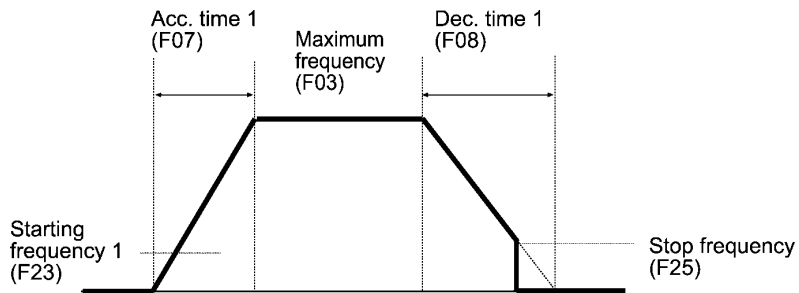 Acc. time 1
(F07)
Maximum
frequency
(F03)
Dec. time 1
(F08)
Starting
frequency 1
(F23)
Stop frequency
(F25)